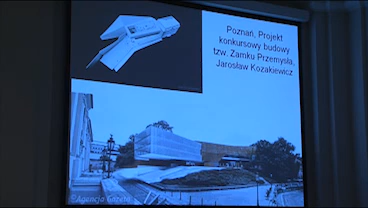 Poznań, Projekt
konkursowy budowy
tzw. Zamku Przemysła,
Jarosław Kozakiewicz
©Agencja Gazeta